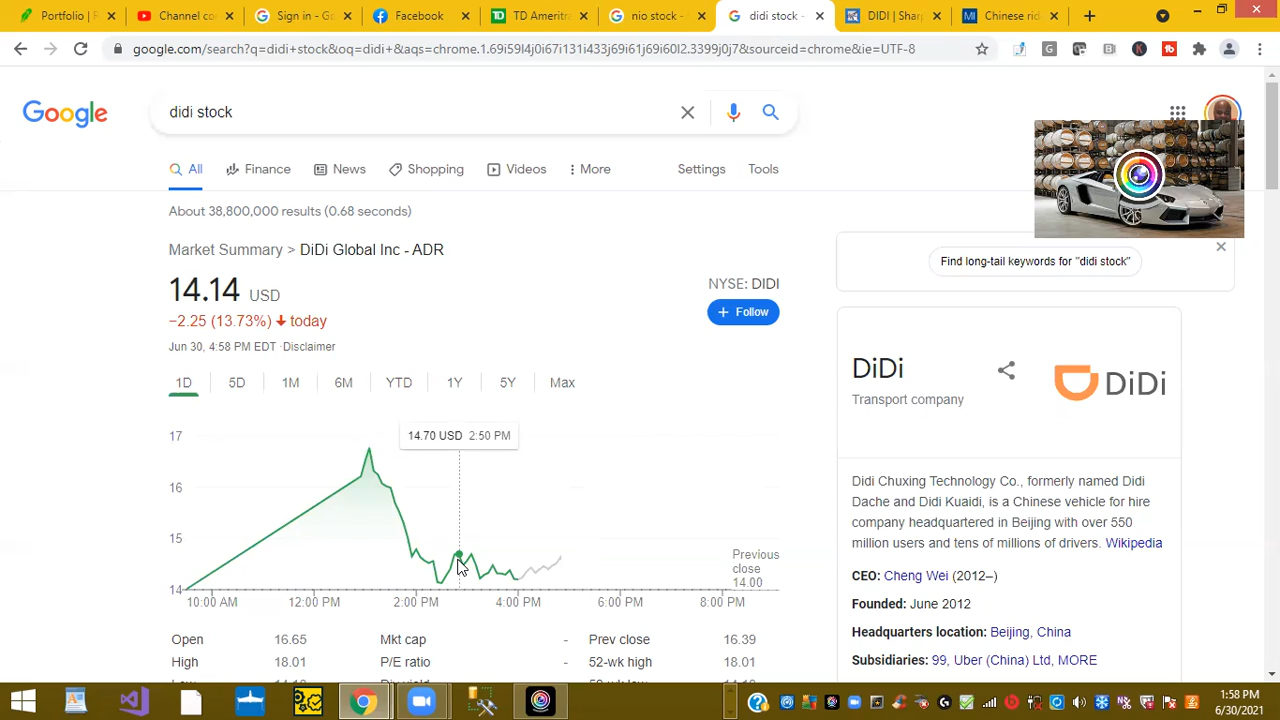 Portfolio | R
Channel co
Sign in - Go
Facebook
TD Ameritra
nio stock - 
didi stock -
DIDI | Shar
Chinese rid
google.com/search?q=didi+stock&oq=didi+&aqs=chrome.1.69i59l4j0i67i131i433j69i61j69i60l2.3399j0j7&sourceid=chrome&ie=UTF-8
Google
didi stock
All
Finance
News
Shopping
Videos
More
Settings
Tools
About 38,800,000 results (0.68 seconds)
Market Summary > DiDi Global Inc - ADR
14.14 USD
−2.25 (13.73%) today
Jun 30, 4:58 PM EDT · Disclaimer
NYSE: DIDI
+ Follow
1D
5D
1M
6M
YTD
1Y
5Y
Max
14.70 USD 2:50 PM
17
16
15
14
Previous
close
14.00
10:00 AM
12:00 PM
2:00 PM
4:00 PM
6:00 PM
8:00 PM
Open 16.65 Mkt cap - Prev close 16.39
High 18.01 P/E ratio - 52-wk high 18.01
Find long-tail keywords for "didi stock"
DiDi
Transport company
DiDi
Didi Chuxing Technology Co., formerly named Didi
Dache and Didi Kuaidi, is a Chinese vehicle for hire
company headquartered in Beijing with over 550
million users and tens of millions of drivers. Wikipedia
CEO: Cheng Wei (2012–)
Founded: June 2012
Headquarters location: Beijing, China
Subsidiaries: 99, Uber (China) Ltd, MORE
1:58 PM
6/30/2021